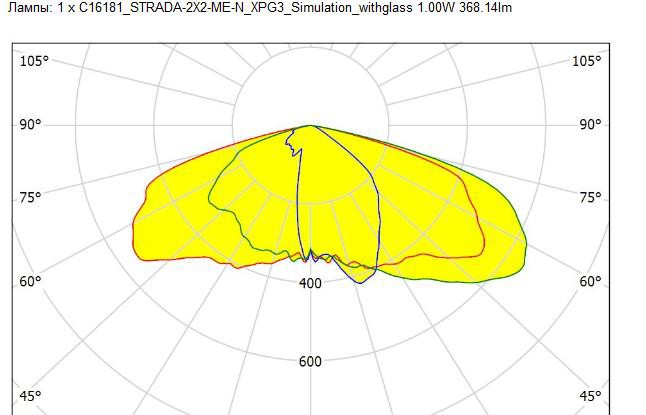 Лампы: 1 x C16181_STRADA-2X2-ME-N_XPG3_Simulation_withglass 1.00W 368.14lm
105° 105°
90° 90°
75° 75°
60° 400 60°
600
45° 45°